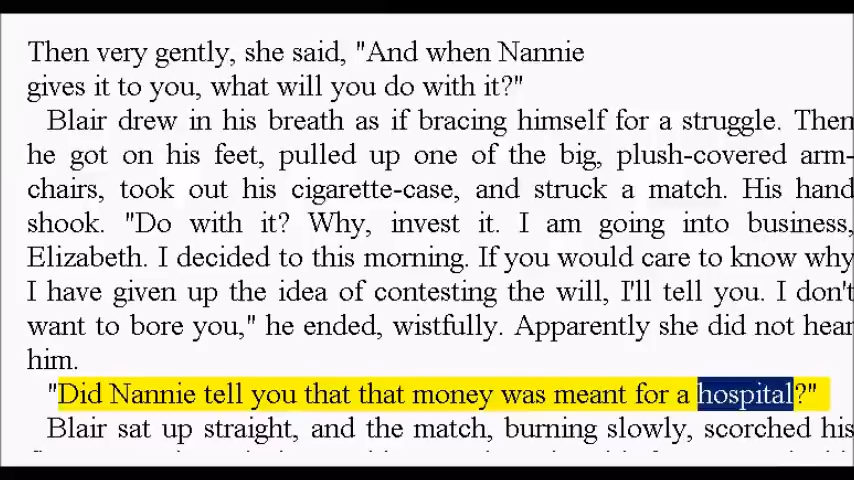 Then very gently, she said, "And when Nannie
gives it to you, what will you do with it?"
Blair drew in his breath as if bracing himself for a struggle. Then
he got on his feet, pulled up one of the big, plush-covered arm-
chairs, took out his cigarette-case, and struck a match. His hand
shook. "Do with it? Why, invest it. I am going into business,
Elizabeth. I decided to this morning. If you would care to know why
I have given up the idea of contesting the will, I'll tell you. I don't
want to bore you," he ended, wistfully. Apparently she did not hear
him.
"Did Nannie tell you that that money was meant for a hospital?"
Blair sat up straight, and the match, burning slowly, scorched his